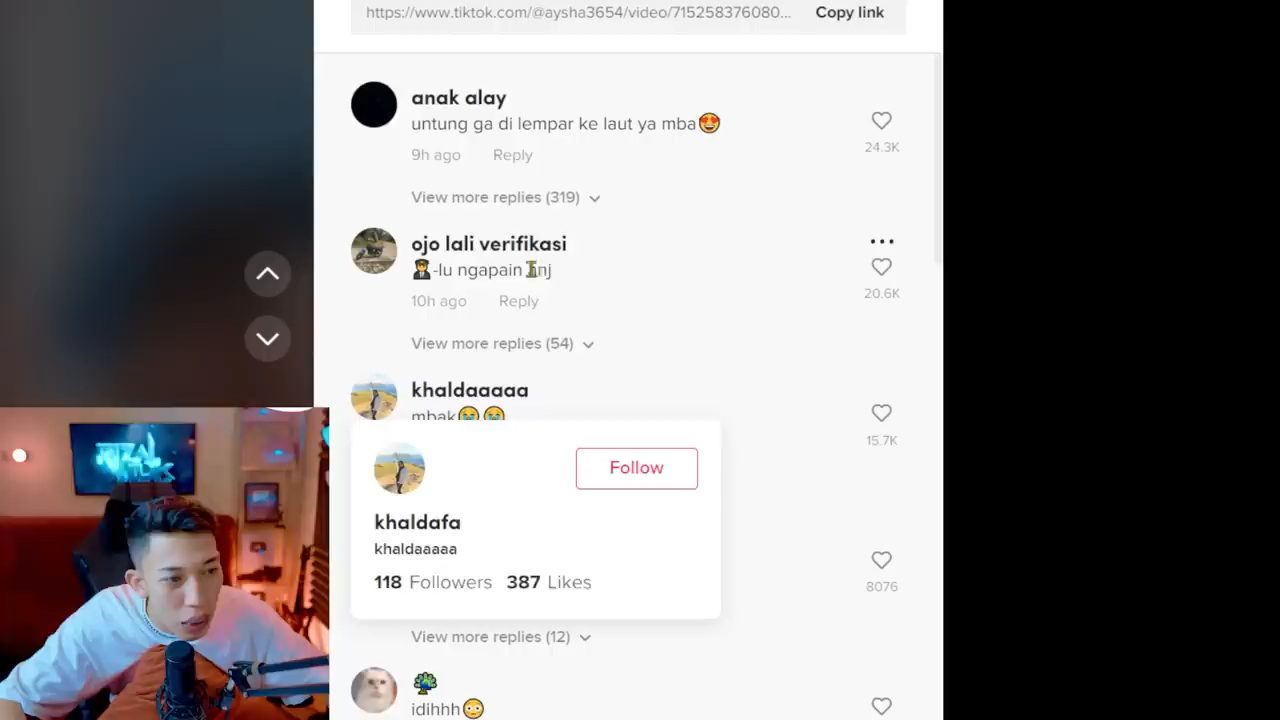 https://www.tiktok.com/@aysha3654/video/715258376080... Copy link
anak alay
untung ga di lempar ke laut ya mba😍
24.3K
9h ago Reply
View more replies (319)
ojo lali verifikasi
👨‍✈️-lu ngapain
20.6K
10h ago Reply
View more replies (54)
khaldaaaaa
mbak😭😭
15.7K
Follow
khaldafa
khaldaaaaa
118 Followers 387 Likes
8076
View more replies (12)
🦚
idihhh😳